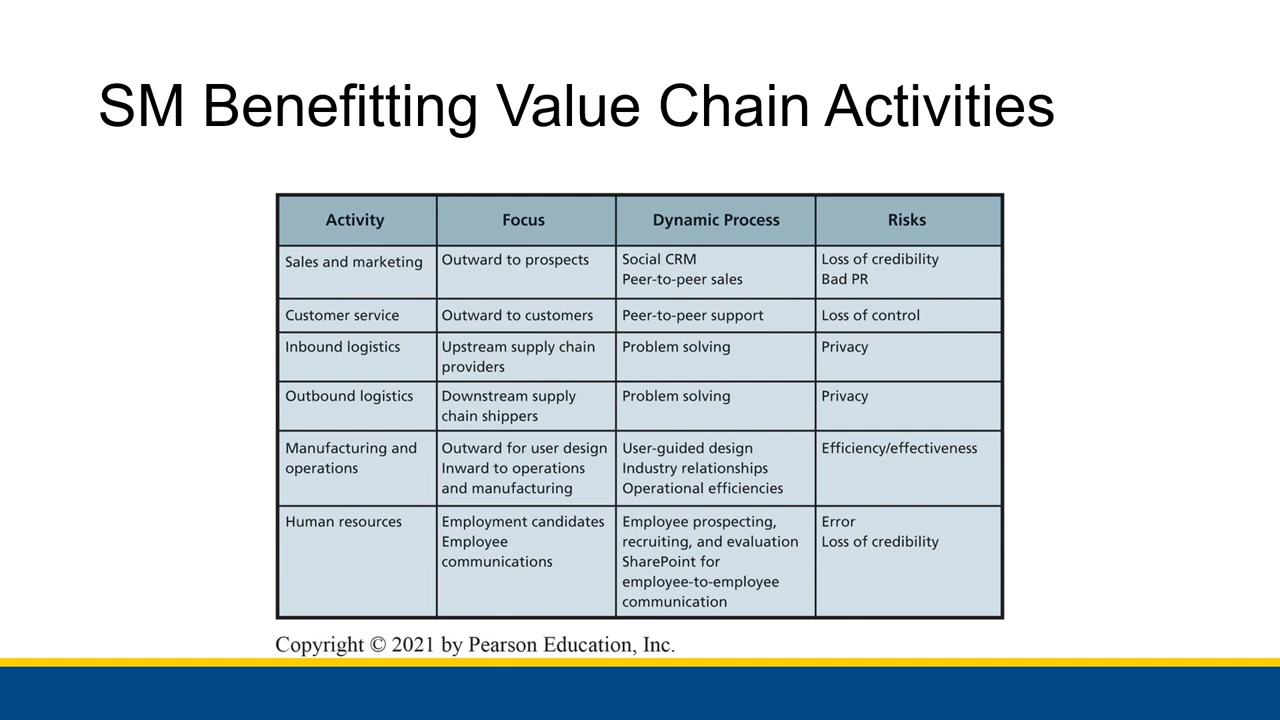 SM Benefitting Value Chain Activities
Activity Focus Dynamic Process Risks
Sales and marketing
Outward to prospects
Social CRM
Peer-to-peer sales
Loss of credibility
Bad PR
Customer service
Outward to customers
Peer-to-peer support
Loss of control
Inbound logistics
Upstream supply chain
providers
Problem solving
Privacy
Outbound logistics
Downstream supply
chain shippers
Problem solving
Privacy
Manufacturing and
operations
Outward for user design
Inward to operations
and manufacturing
User-guided design
Industry relationships
Operational efficiencies
Efficiency/effectiveness
Human resources
Employment candidates
Employee
communications
Employee prospecting,
recruiting, and evaluation
SharePoint for
employee-to-employee
communication
Error
Loss of credibility
Copyright © 2021 by Pearson Education, Inc.